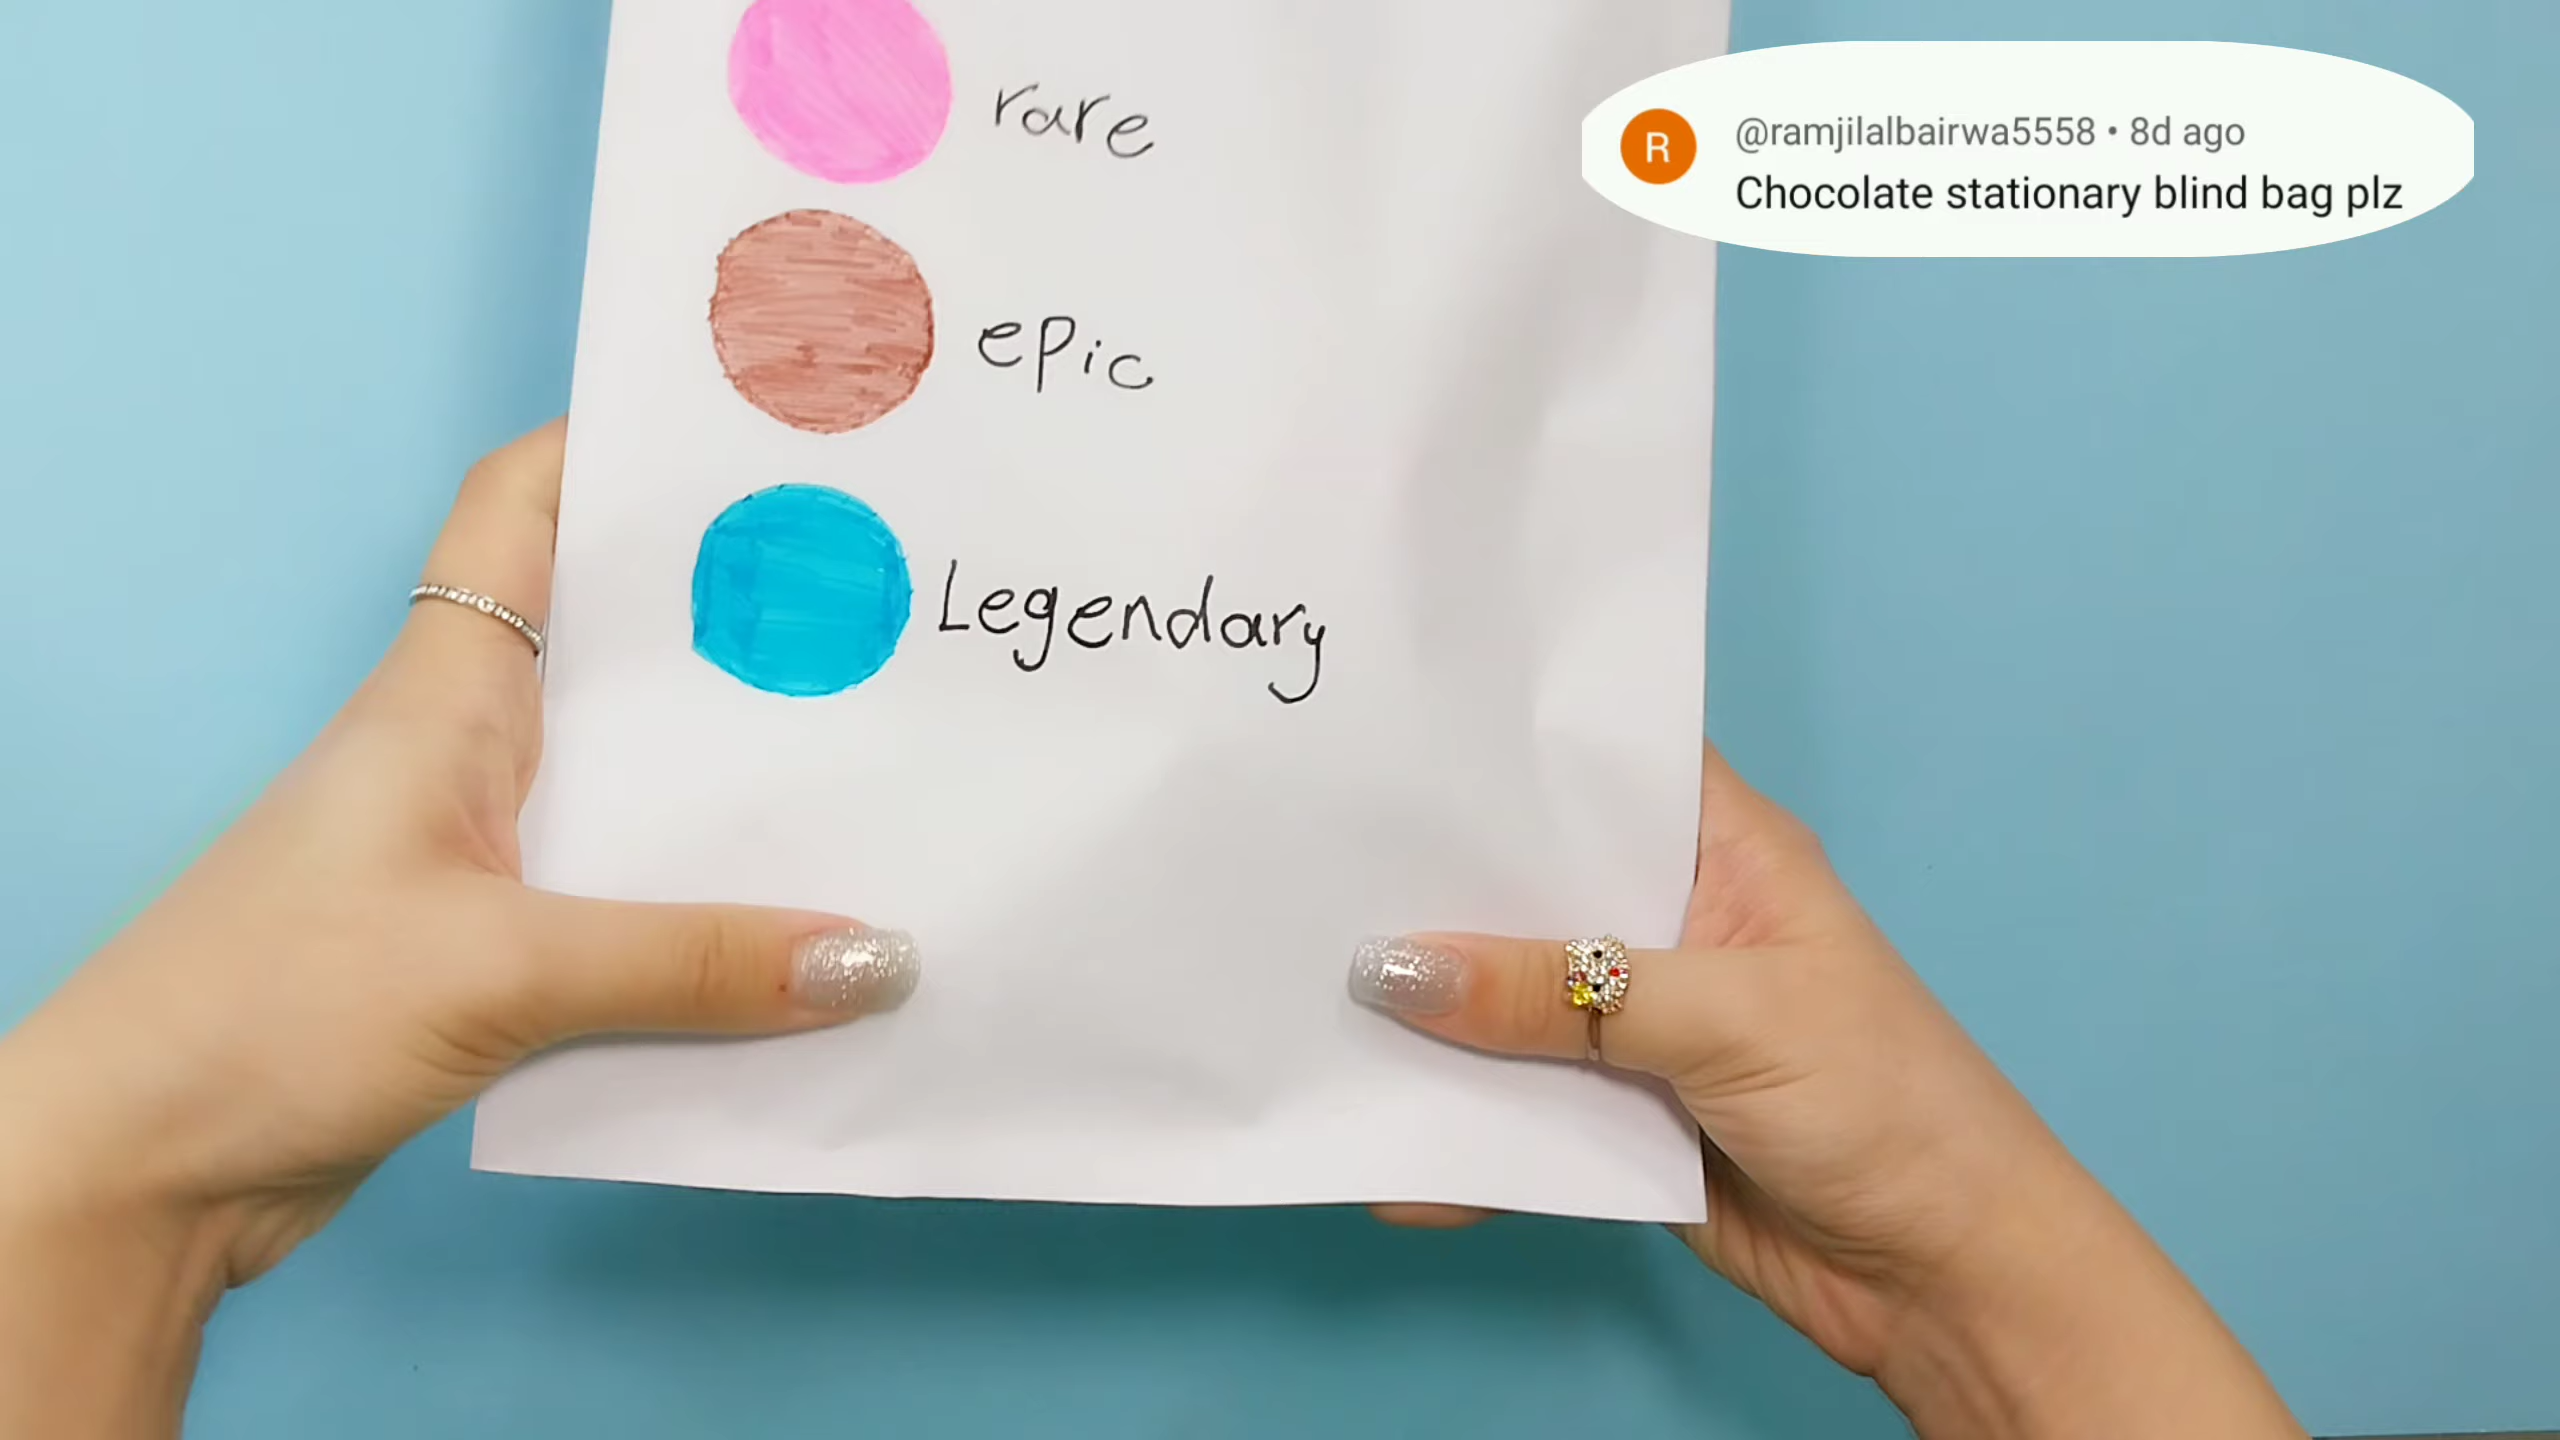 rare
epic
Legendary
R
@ramjilalbairwa5558 • 8d ago
Chocolate stationary blind bag plz